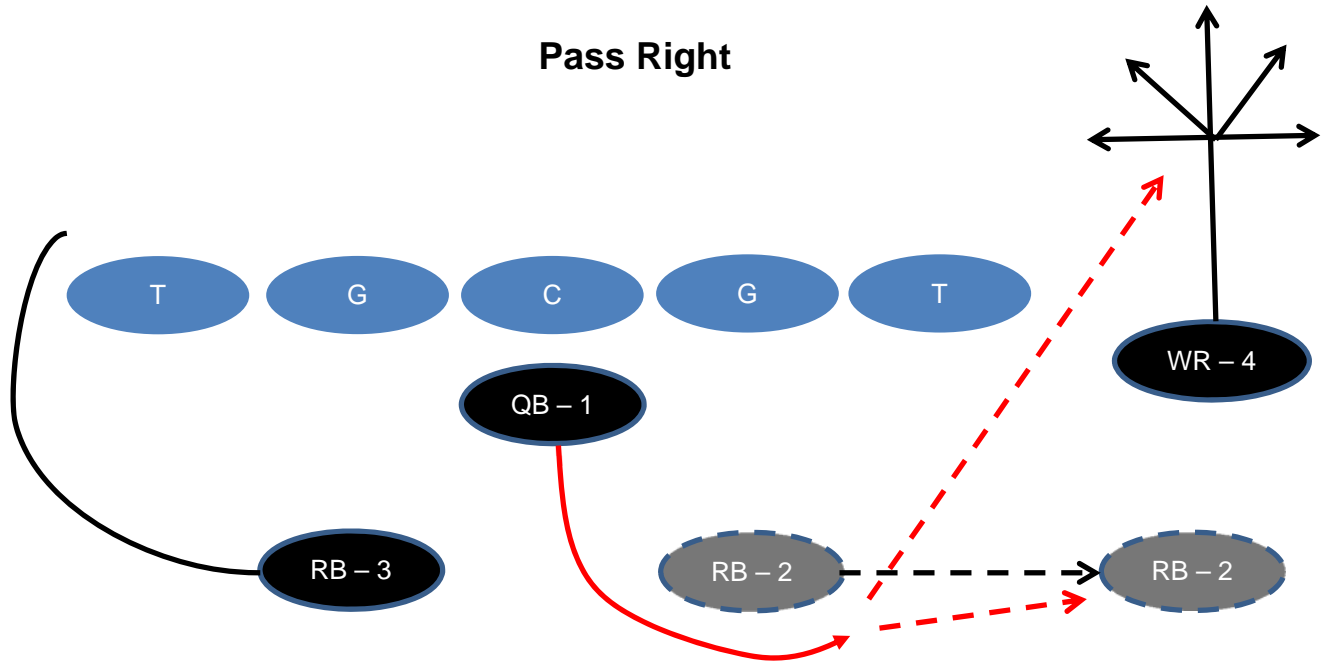 Pass Right
T
G
C
G
T
WR – 4
QB – 1
RB – 3
RB – 2
RB – 2